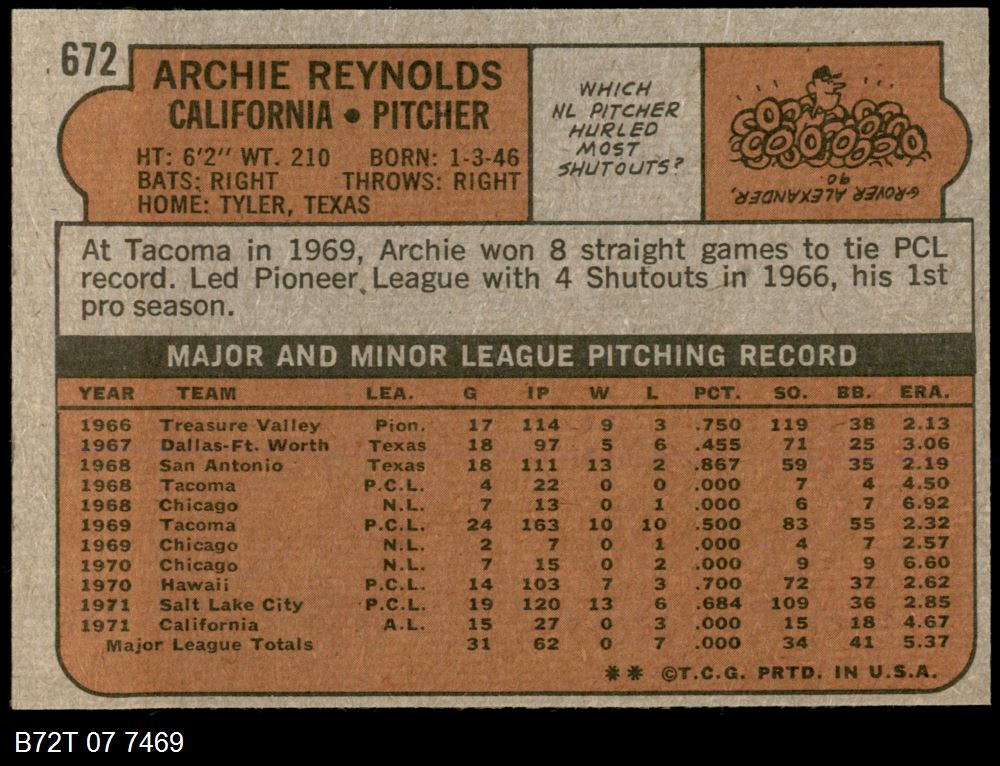 672
ARCHIE REYNOLDS
CALIFORNIA • PITCHER
HT: 6'2" WT. 210 BORN: 1-3-46
BATS: RIGHT THROWS: RIGHT
HOME: TYLER, TEXAS
WHICH
NL PITCHER
HURLED
MOST
SHUTOUTS?
GROVER ALEXANDER,
90.
At Tacoma in 1969, Archie won 8 straight games to tie PCL
record. Led Pioneer League with 4 Shutouts in 1966, his 1st
pro season.
MAJOR AND MINOR LEAGUE PITCHING RECORD
YEAR TEAM LEA. G IP W L PCT. SO. BB. ERA.
1966 Treasure Valley Pion. 17 114 9 3 .750 119 38 2.13
1967 Dallas-Ft. Worth Texas 18 97 5 6 .455 71 25 3.06
1968 San Antonio Texas 18 111 13 2 .867 59 35 2.19
1968 Tacoma P.C.L. 4 22 0 0 .000 7 4 4.50
1968 Chicago N.L. 7 13 0 1 .000 6 7 6.92
1969 Tacoma P.C.L. 24 163 10 10 .500 83 55 2.32
1969 Chicago N.L. 2 7 0 1 .000 4 7 2.57
1970 Chicago N.L. 7 15 0 2 .000 9 9 6.60
1970 Hawaii P.C.L. 14 103 7 3 .700 72 37 2.62
1971 Salt Lake City P.C.L. 19 120 13 6 .684 109 36 2.85
1971 California A.L. 15 27 0 3 .000 15 18 4.67
Major League Totals 31 62 0 7 .000 34 41 5.37
** ©T.C.G. PRTD. IN U.S.A.
B72T 07 7469